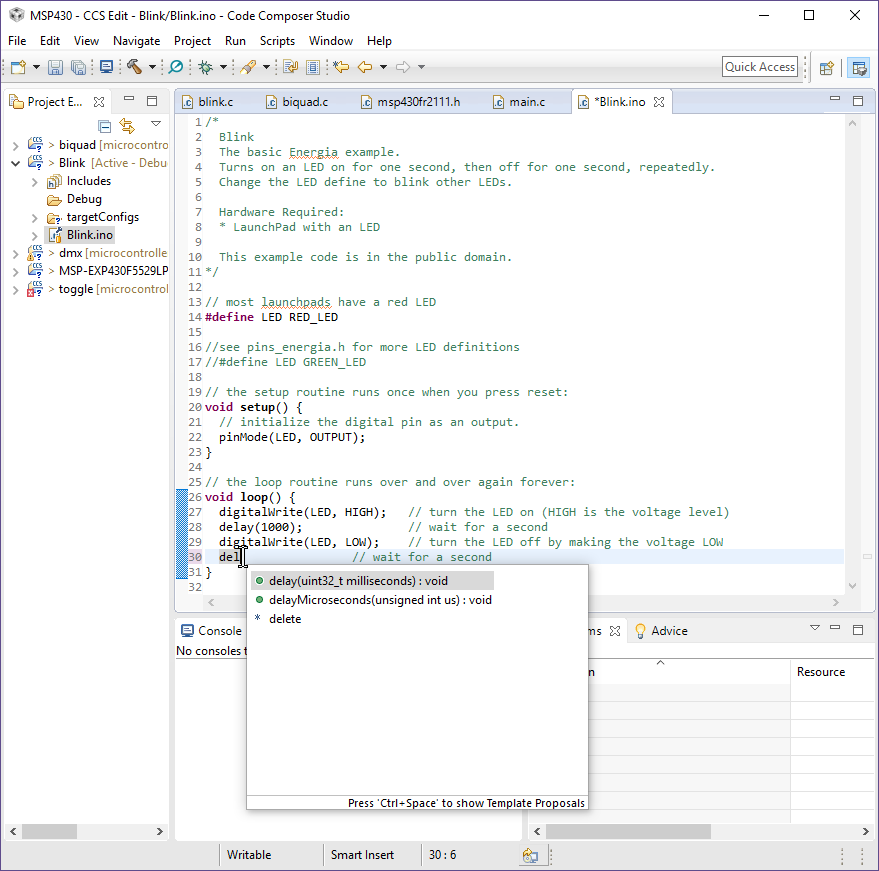 MSP430 - CCS Edit - Blink/Blink.ino - Code Composer Studio
File Edit View Navigate Project Run Scripts Window Help
Quick Access
Project E...
> biquad [microcontro
> Blink [Active - Debu
Includes
Debug
targetConfigs
Blink.ino
> dmx [microcontrolle
> MSP-EXP430F5529LP
> toggle [microcontrol
blink.c biquad.c msp430fr2111.h main.c *Blink.ino
1 /*
2   Blink
3   The basic Energia example.
4   Turns on an LED on for one second, then off for one second, repeatedly.
5   Change the LED define to blink other LEDs.
6
7   Hardware Required:
8   * LaunchPad with an LED
9
10   This example code is in the public domain.
11 */
12
13 // most launchpads have a red LED
14 #define LED RED_LED
15
16 //see pins_energia.h for more LED definitions
17 //#define LED GREEN_LED
18
19 // the setup routine runs once when you press reset:
20 void setup() {
21   // initialize the digital pin as an output.
22   pinMode(LED, OUTPUT);
23 }
24
25 // the loop routine runs over and over again forever:
26 void loop() {
27   digitalWrite(LED, HIGH);   // turn the LED on (HIGH is the voltage level)
28   delay(1000);               // wait for a second
29   digitalWrite(LED, LOW);    // turn the LED off by making the voltage LOW
30   del                // wait for a second
31 }
32
delay(uint32_t milliseconds) : void
delayMicroseconds(unsigned int us) : void
* delete
Press 'Ctrl+Space' to show Template Proposals
Console
No consoles t
ms Advice
n Resource
Writable Smart Insert 30 : 6